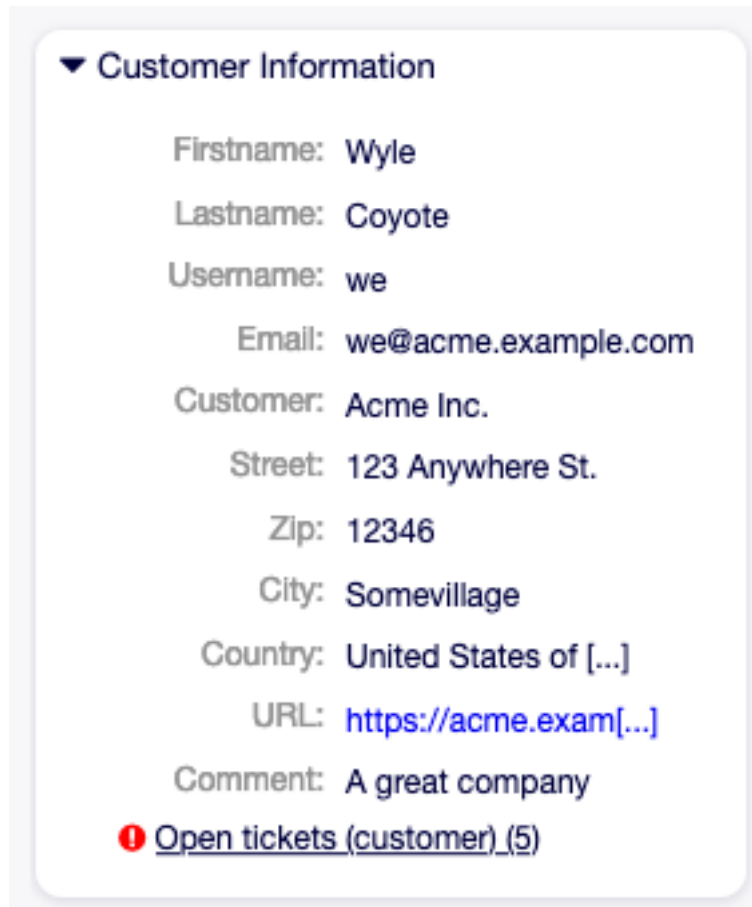 Customer Information
Firstname: Wyle
Lastname: Coyote
Username: we
Email: we@acme.example.com
Customer: Acme Inc.
Street: 123 Anywhere St.
Zip: 12346
City: Somevillage
Country: United States of [...]
URL: https://acme.exam[...]
Comment: A great company
Open tickets (customer) (5)